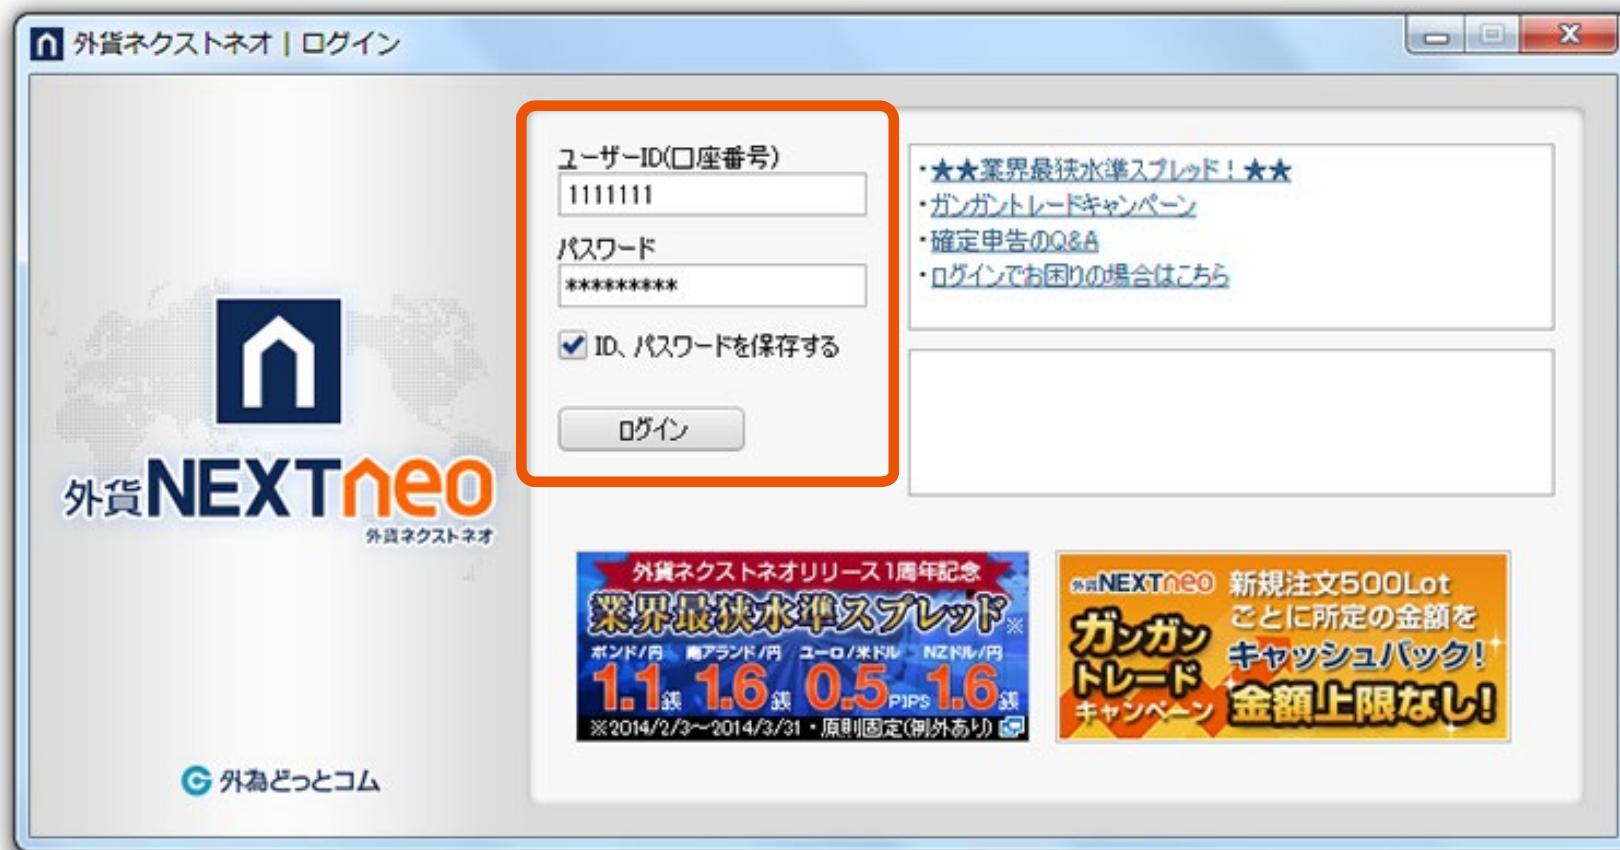 外貨ネクストネオ | ログイン
ユーザーID(口座番号)
1111111
パスワード
*********
ID、パスワードを保存する
ログイン
・★★業界最狭水準スプレッド！★★
・ガンガントレードキャンペーン
・確定申告のQ&A
・ログインでお困りの場合はこちら
外貨NEXTneo
外貨ネクストネオ
外為どっとコム
外貨ネクストネオリリース1周年記念
業界最狭水準スプレッド※
ポンド/円 南アランド/円 ユーロ/米ドル NZドル/円
1.1銭 1.6銭 0.5PIPS 1.6銭
※2014/2/3～2014/3/31・原則固定(例外あり)
外貨NEXTneo
ガンガン
トレード
キャンペーン
新規注文500Lot
ごとに所定の金額を
キャッシュバック!
金額上限なし!